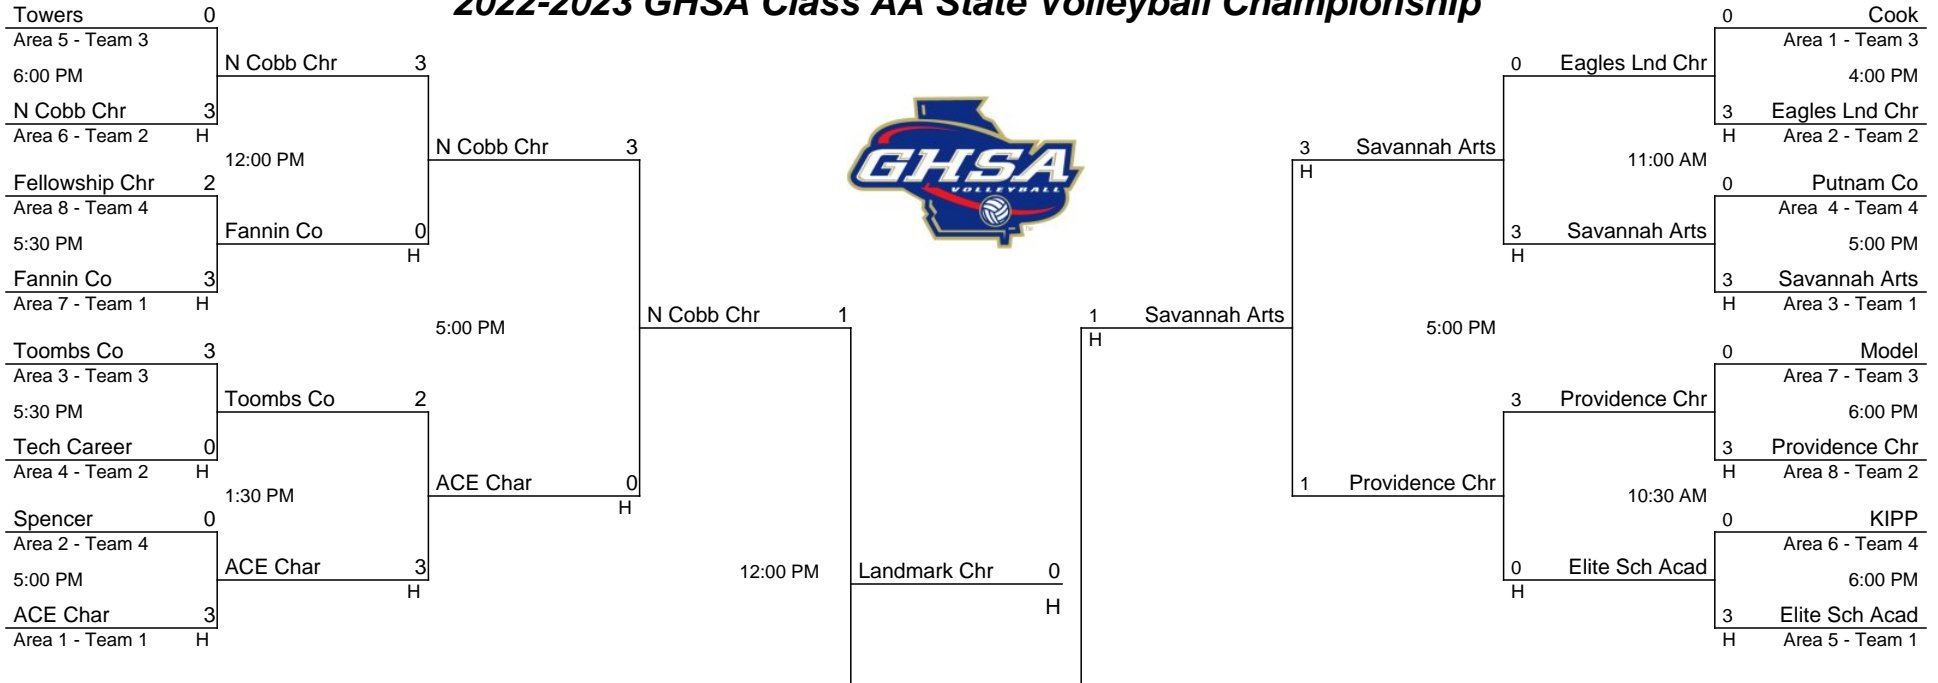 2022-2023 GHSA Class AA State Volleyball Championship
Towers 0
Area 5 - Team 3
6:00 PM
N Cobb Chr 3
Area 6 - Team 2 H
Fellowship Chr 2
Area 8 - Team 4
5:30 PM
Fannin Co 3
Area 7 - Team 1 H
Toombs Co 3
Area 3 - Team 3
5:30 PM
Tech Career 0
Area 4 - Team 2 H
Spencer 0
Area 2 - Team 4
5:00 PM
ACE Char 3
Area 1 - Team 1 H
N Cobb Chr 3
12:00 PM
Fannin Co 0
H
Toombs Co 2
1:30 PM
ACE Char 3
H
N Cobb Chr 3
5:00 PM
ACE Char 0
H
N Cobb Chr 1
12:00 PM
Landmark Chr 0
H
GHSA
VOLLEYBALL
TM
1 Savannah Arts
H
3 Savannah Arts
H
5:00 PM
1 Providence Chr
0 Eagles Lnd Chr
11:00 AM
3 Savannah Arts
H
3 Providence Chr
10:30 AM
0 Elite Sch Acad
H
0 Cook
Area 1 - Team 3
4:00 PM
3 Eagles Lnd Chr
H Area 2 - Team 2
0 Putnam Co
Area 4 - Team 4
5:00 PM
3 Savannah Arts
H Area 3 - Team 1
0 Model
Area 7 - Team 3
6:00 PM
3 Providence Chr
H Area 8 - Team 2
0 KIPP
Area 6 - Team 4
6:00 PM
3 Elite Sch Acad
H Area 5 - Team 1